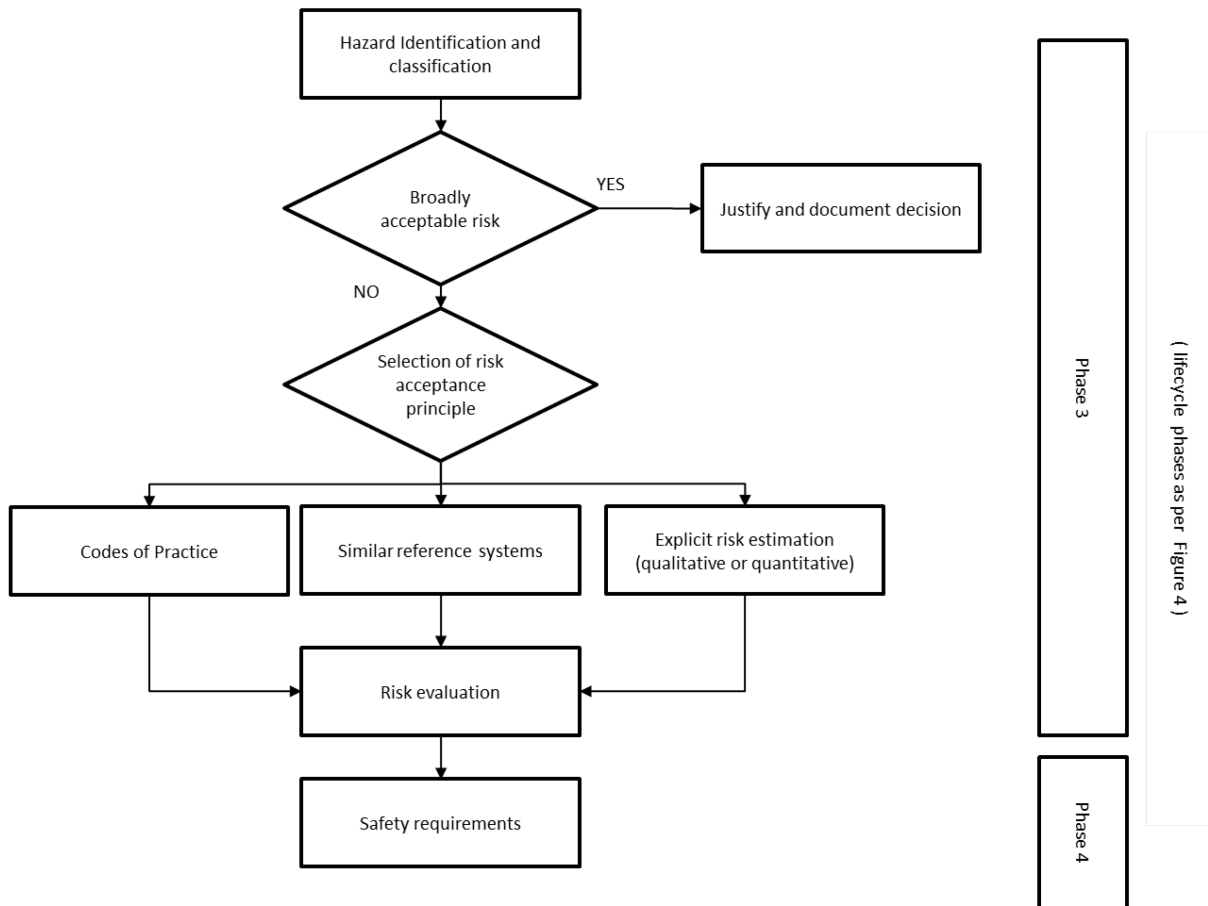 Hazard Identification and
classification
Broadly
acceptable risk
YES
Justify and document decision
NO
Selection of risk
acceptance
principle
Codes of Practice
Similar reference systems
Explicit risk estimation
(qualitative or quantitative)
Risk evaluation
Safety requirements
Phase 3
Phase 4
( lifecycle phases as per Figure 4 )